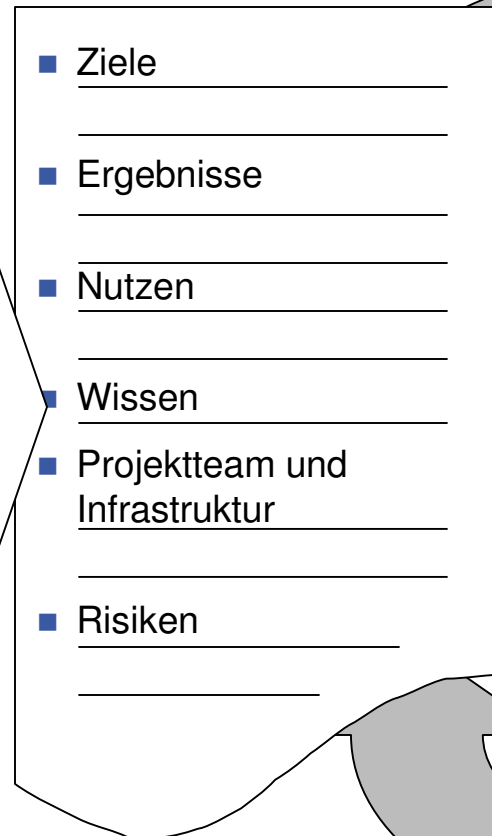 ■ Ziele
■ Ergebnisse
■ Nutzen
■ Wissen
■ Projektteam und
Infrastruktur
■ Risiken